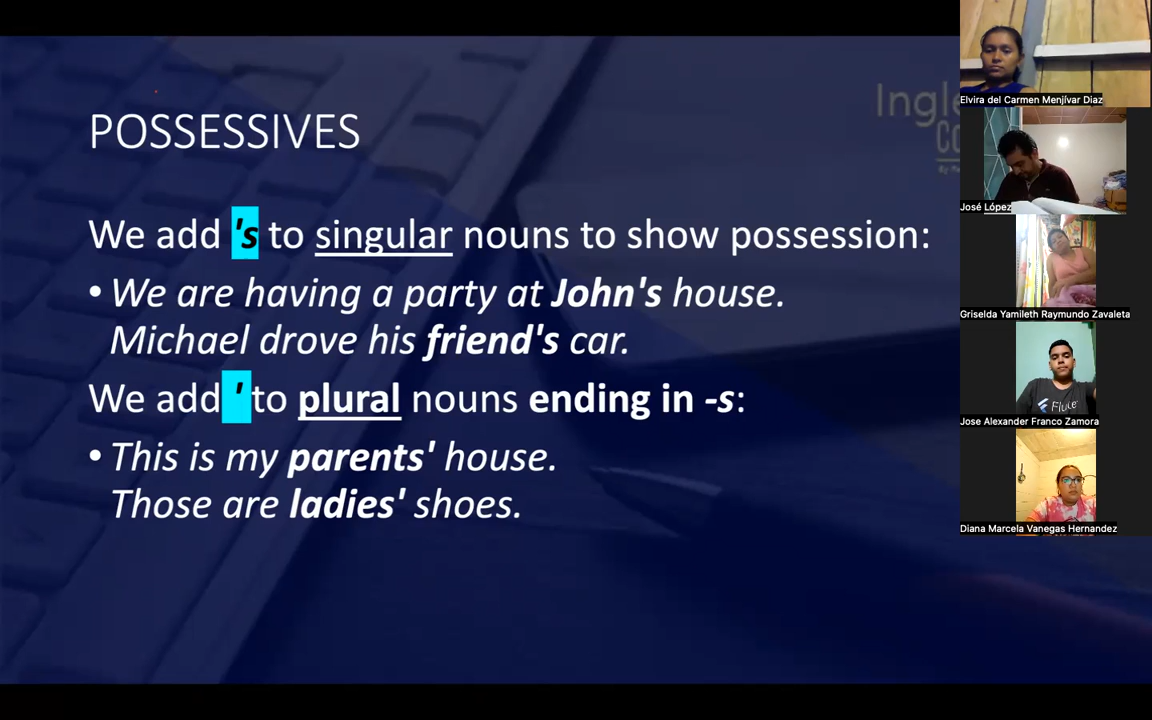 POSSESSIVES
We add 's to singular nouns to show possession:
• We are having a party at John's house.
Michael drove his friend's car.
We add ' to plural nouns ending in -s:
• This is my parents' house.
Those are ladies' shoes.
Elvira del Carmen Menjívar Diaz
José López
Griselda Yamileth Raymundo Zavaleta
Jose Alexander Franco Zamora
Diana Marcela Vanegas Hernandez